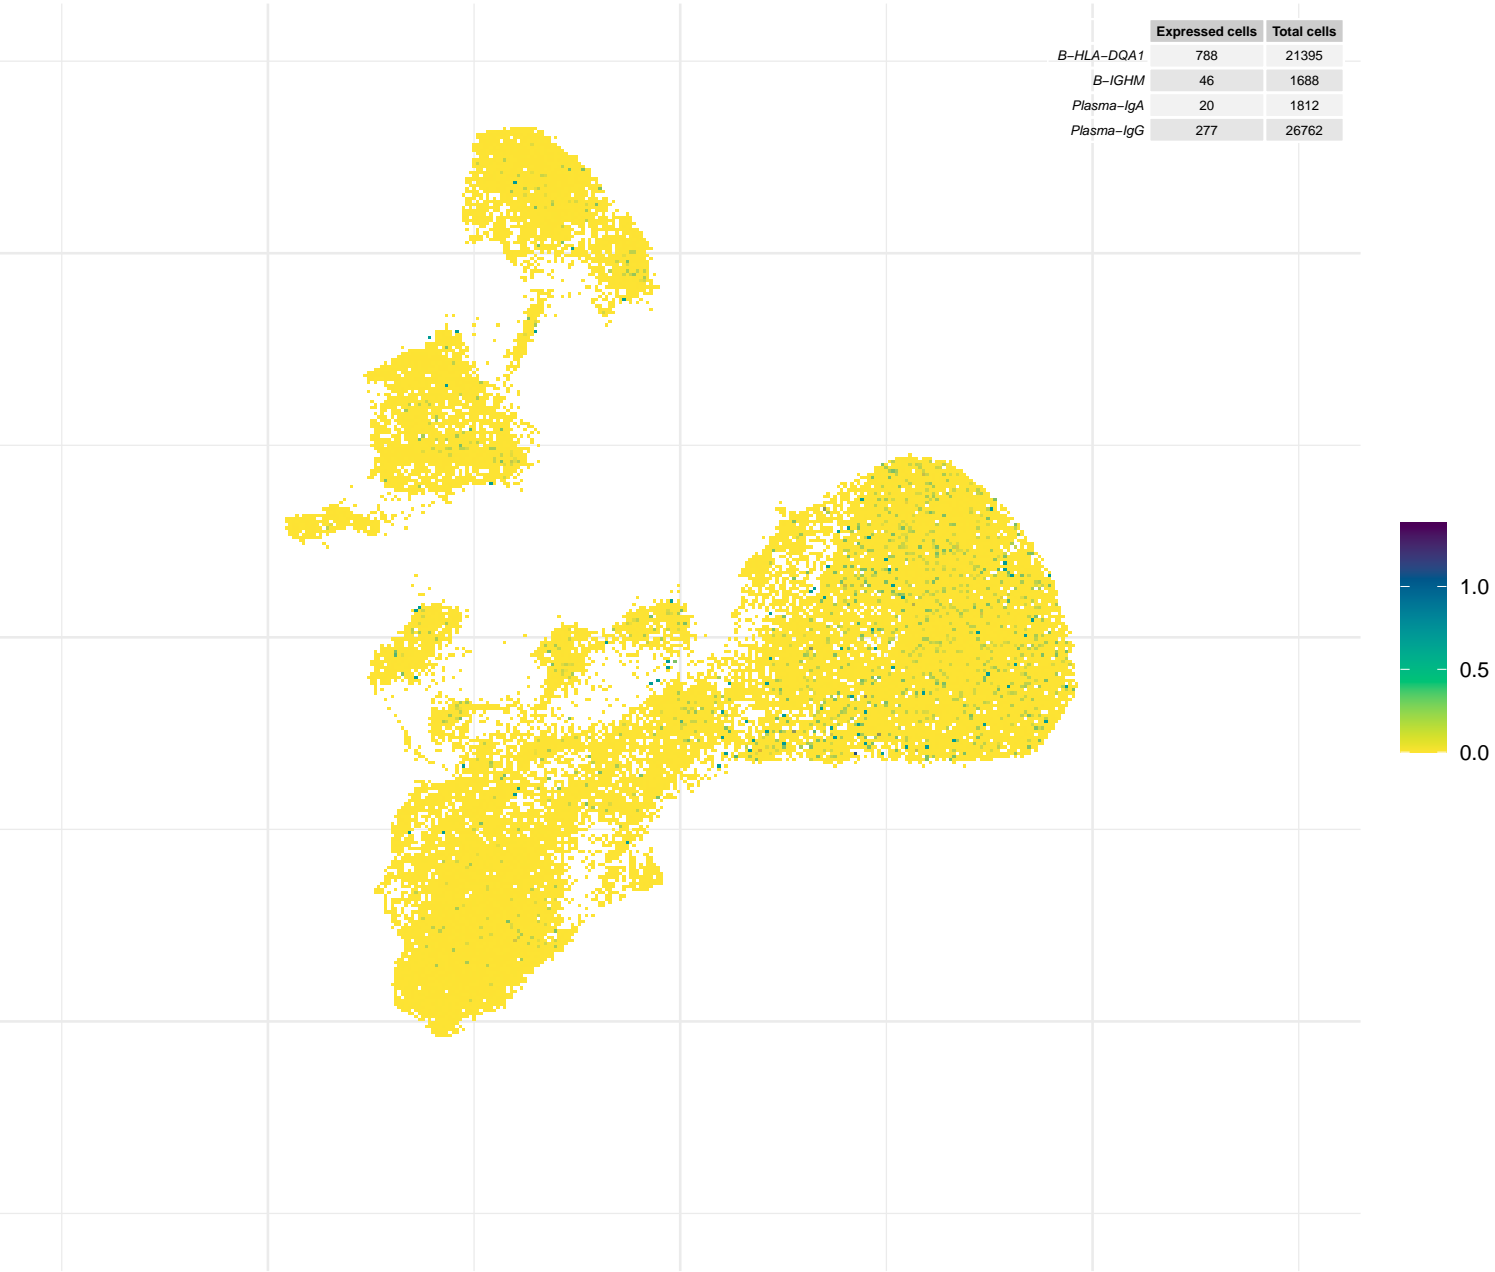 Expressed cells Total cells
B−HLA−DQA1 788 21395
B−IGHM 46 1688
Plasma−IgA 20 1812
Plasma−IgG 277 26762
1.0
0.5
0.0